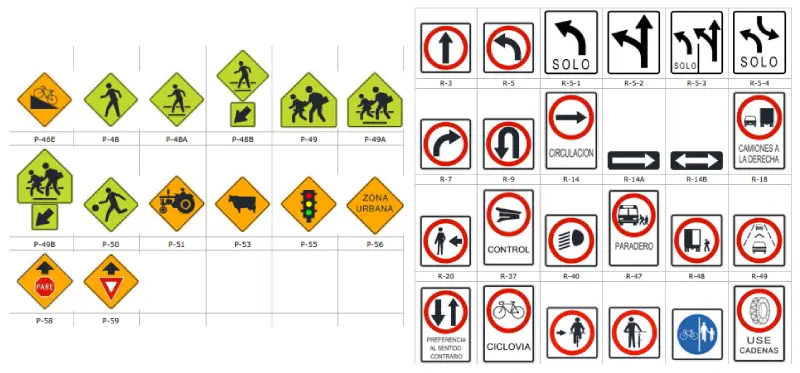 P-46E P-48 P-48A P-48B P-49 P-49A
P-49B P-50 P-51 P-53 P-55 P-56
ZONA
URBANA
PARE
P-58 P-59
SOLO
SOLO
SOLO
R-3 R-5 R-5-1 R-5-2 R-5-3 R-5-4
CIRCULACION
CAMIONES A
LA DERECHA
R-7 R-9 R-14 R-14A R-14B R-18
CONTROL
PARADERO
R-20 R-37 R-40 R-47 R-48 R-49
PREFERENCIA
AL SENTIDO
CONTRARIO
CICLOVIA
USE
CADENAS